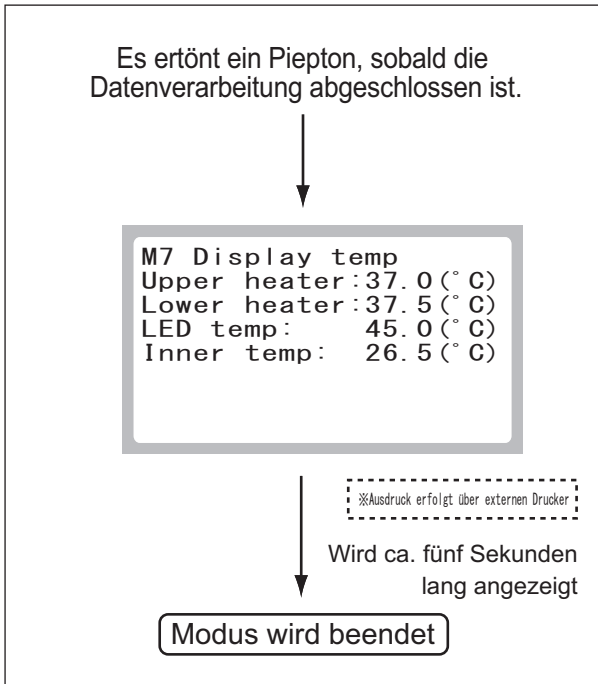 Es ertönt ein Piepton, sobald die
Datenverarbeitung abgeschlossen ist.
M7 Display temp
Upper heater:37.0(°C)
Lower heater:37.5(°C)
LED temp: 45.0(°C)
Inner temp: 26.5(°C)
※Ausdruck erfolgt über externen Drucker
Wird ca. fünf Sekunden
lang angezeigt
Modus wird beendet